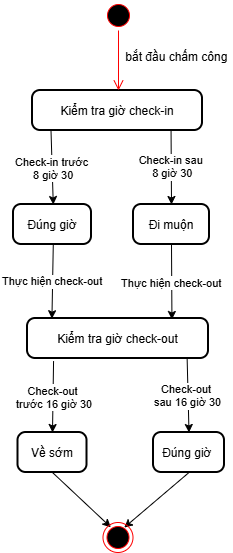 bắt đầu chấm công
Kiểm tra giờ check-in
Check-in trước
8 giờ 30
Check-in sau
8 giờ 30
Đúng giờ
Đi muộn
Thực hiện check-out
Thực hiện check-out
Kiểm tra giờ check-out
Check-out
trước 16 giờ 30
Check-out
sau 16 giờ 30
Về sớm
Đúng giờ